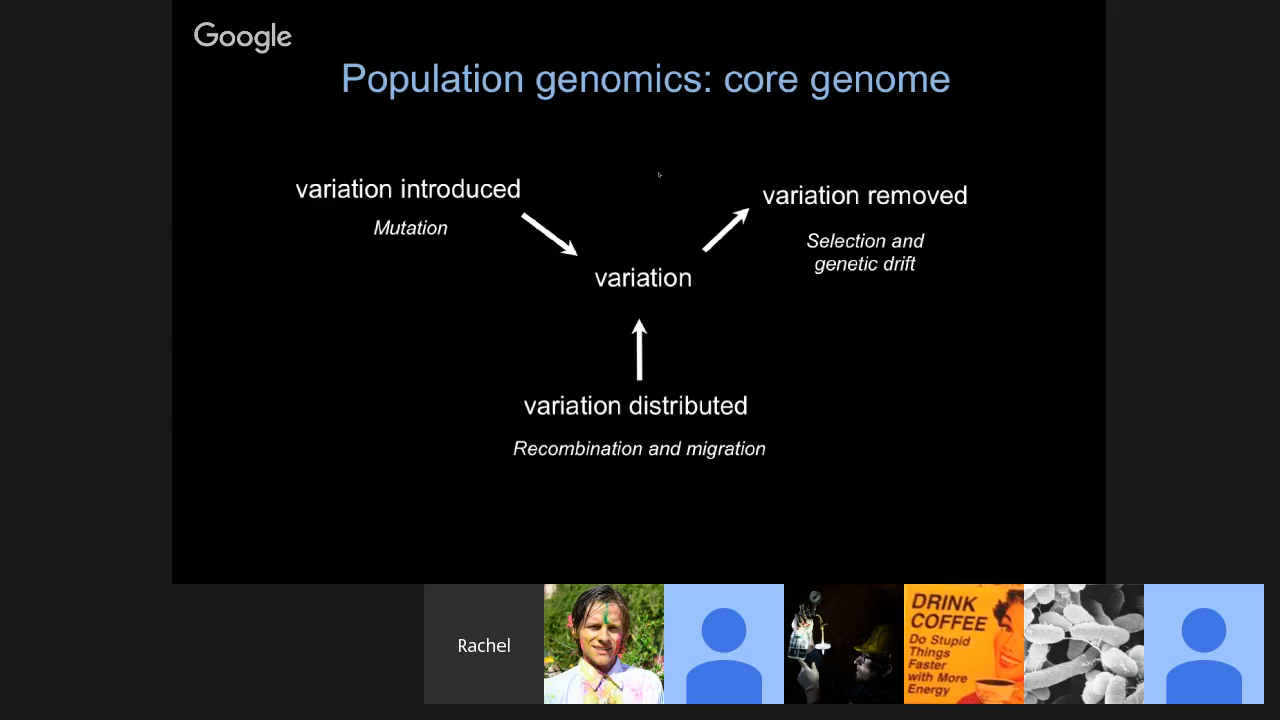 Google
Population genomics: core genome
variation introduced
Mutation
variation removed
Selection and
genetic drift
variation
variation distributed
Recombination and migration
Rachel
DRINK
COFFEE
Do Stupid
Things
Faster
with More
Energy